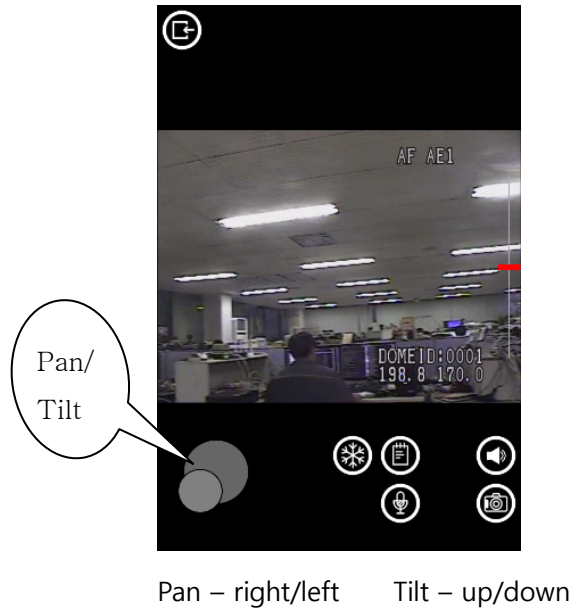 AF AE1
DOMEID:0001
198.8 170.0
Pan/
Tilt
Pan – right/left Tilt – up/down